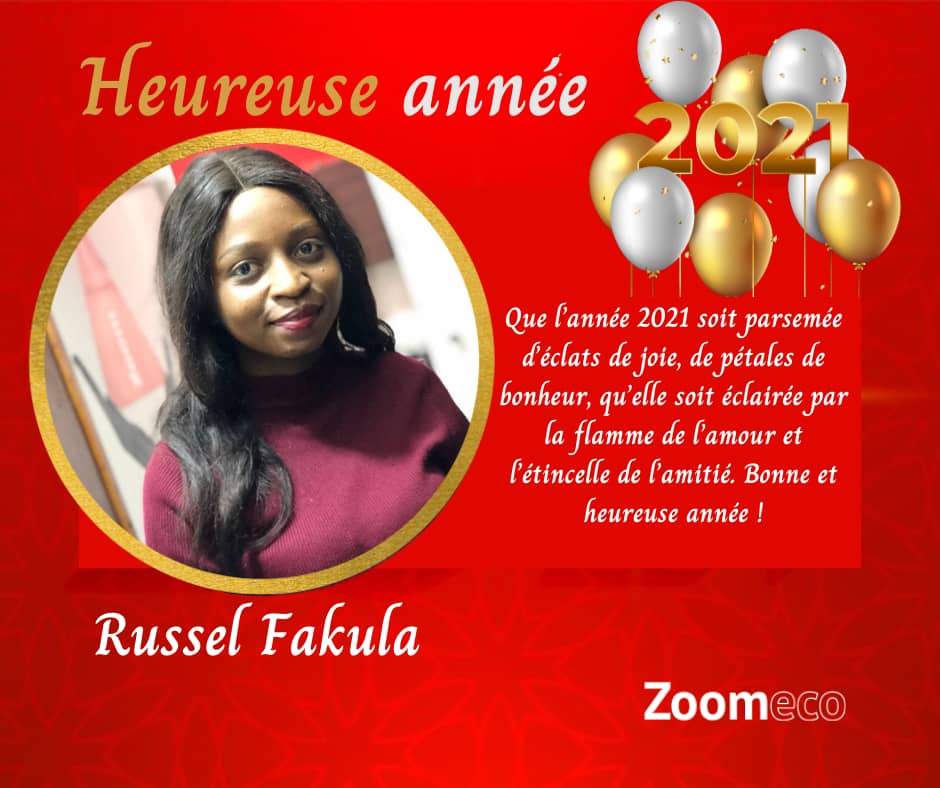 Heureuse année
2021
Que l'année 2021 soit parsemée
d'éclats de joie, de pétales de
bonheur, qu'elle soit éclairée par
la flamme de l'amour et
l'étincelle de l'amitié. Bonne et
heureuse année !
Russel Fakula
Zoomeco